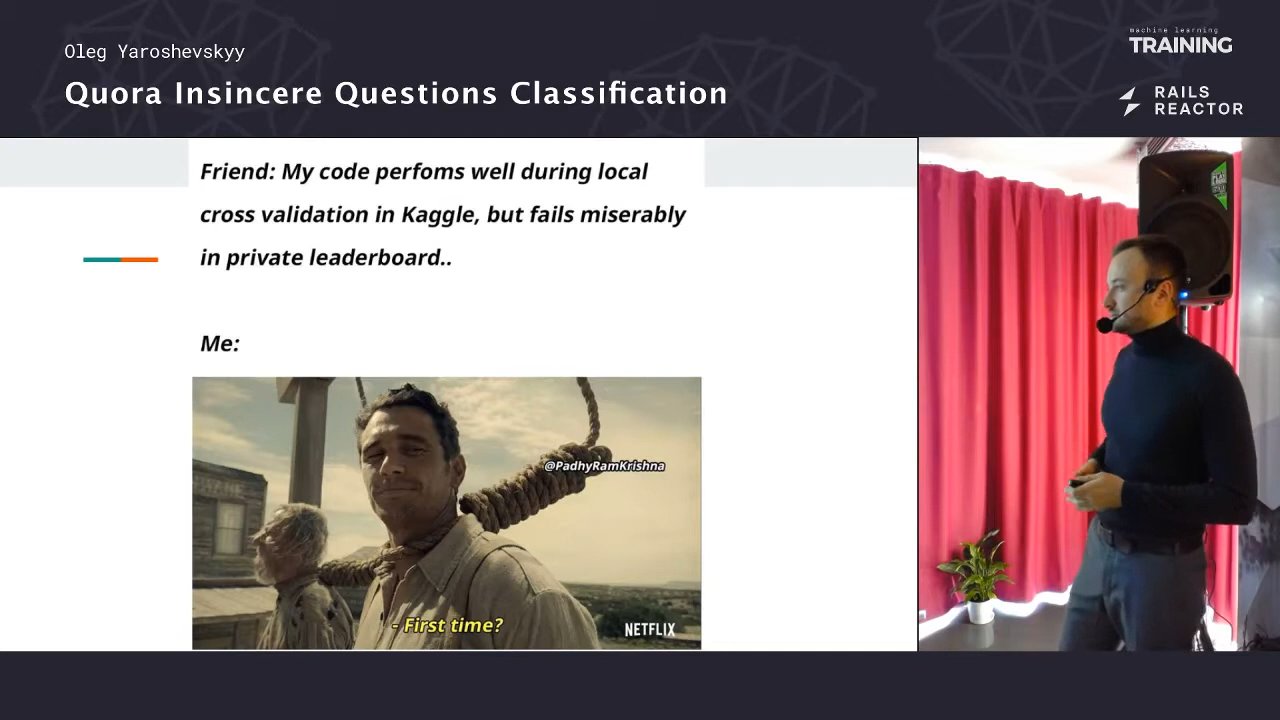 Oleg Yaroshevskyy
Quora Insincere Questions Classification
machine learning
TRAINING
RAILS
REACTOR
Friend: My code perfoms well during local
cross validation in Kaggle, but fails miserably
in private leaderboard..
Me:
@PadhyRamKrishna
- First time?
NETFLIX